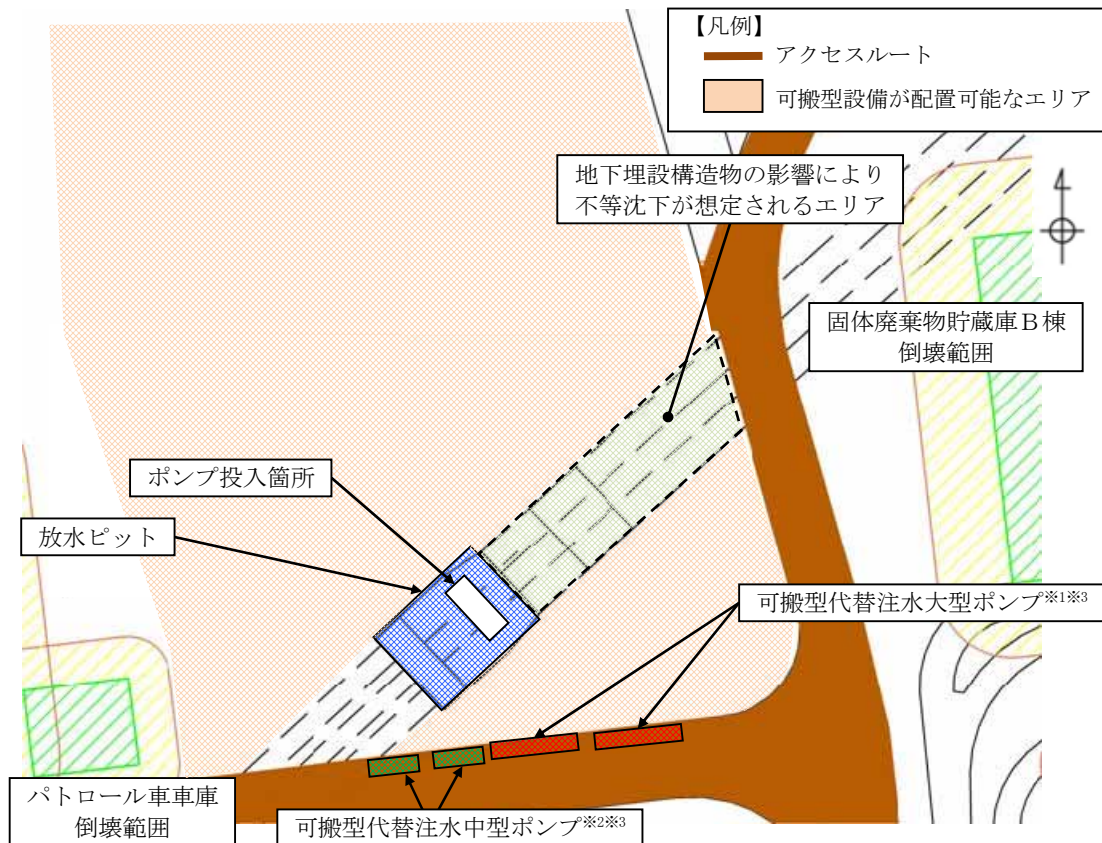 【凡例】
アクセスルート
可搬型設備が配置可能なエリア
地下埋設構造物の影響により
不等沈下が想定されるエリア
固体廃棄物貯蔵庫B棟
倒壊範囲
ポンプ投入箇所
放水ピット
可搬型代替注水大型ポンプ※1※3
パトロール車車庫
倒壊範囲
可搬型代替注水中型ポンプ※2※3